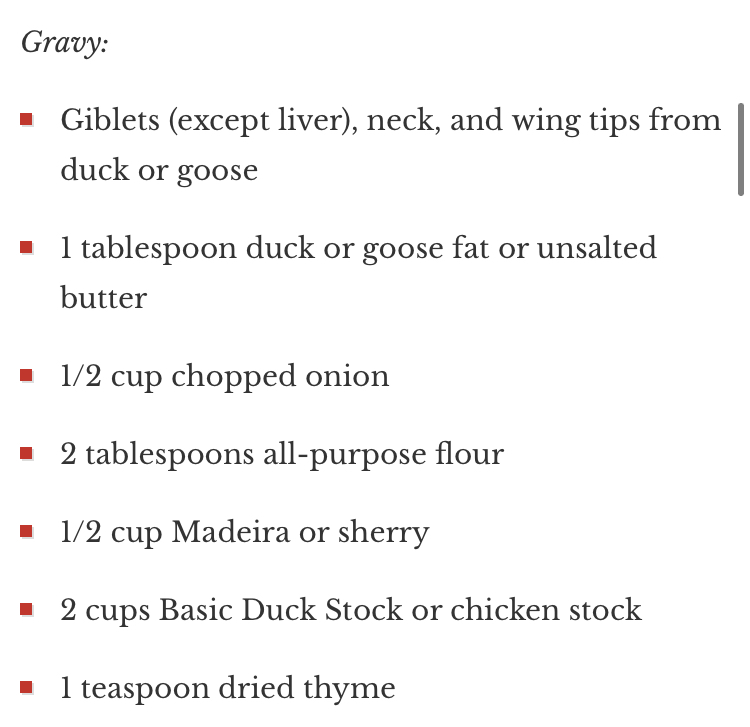 Gravy:
Giblets (except liver), neck, and wing tips from
duck or goose
1 tablespoon duck or goose fat or unsalted
butter
1/2 cup chopped onion
2 tablespoons all-purpose flour
1/2 cup Madeira or sherry
2 cups Basic Duck Stock or chicken stock
1 teaspoon dried thyme